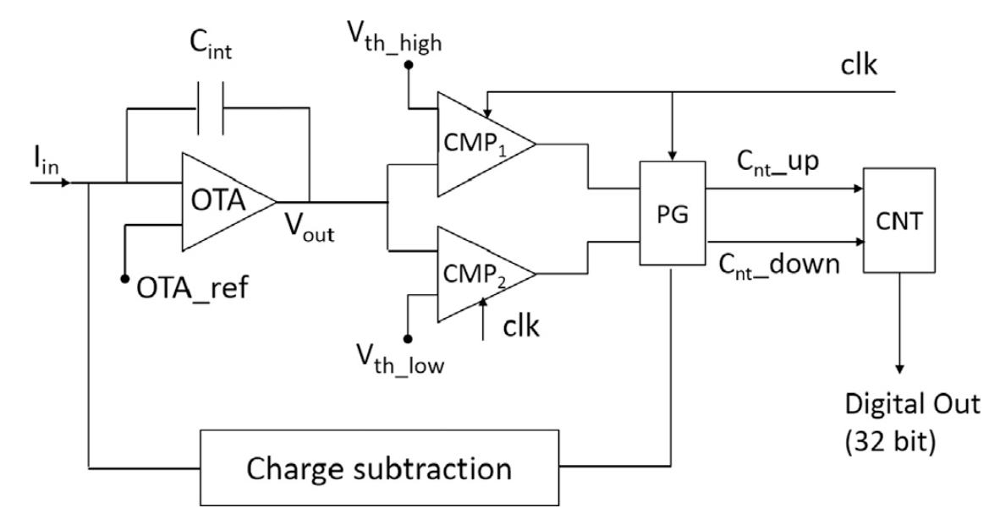 C_int
V_th_high
clk
I_in
CMP_1
C_nt_up
OTA
PG
CNT
V_out
CMP_2
C_nt_down
OTA_ref
clk
V_th_low
Digital Out
(32 bit)
Charge subtraction